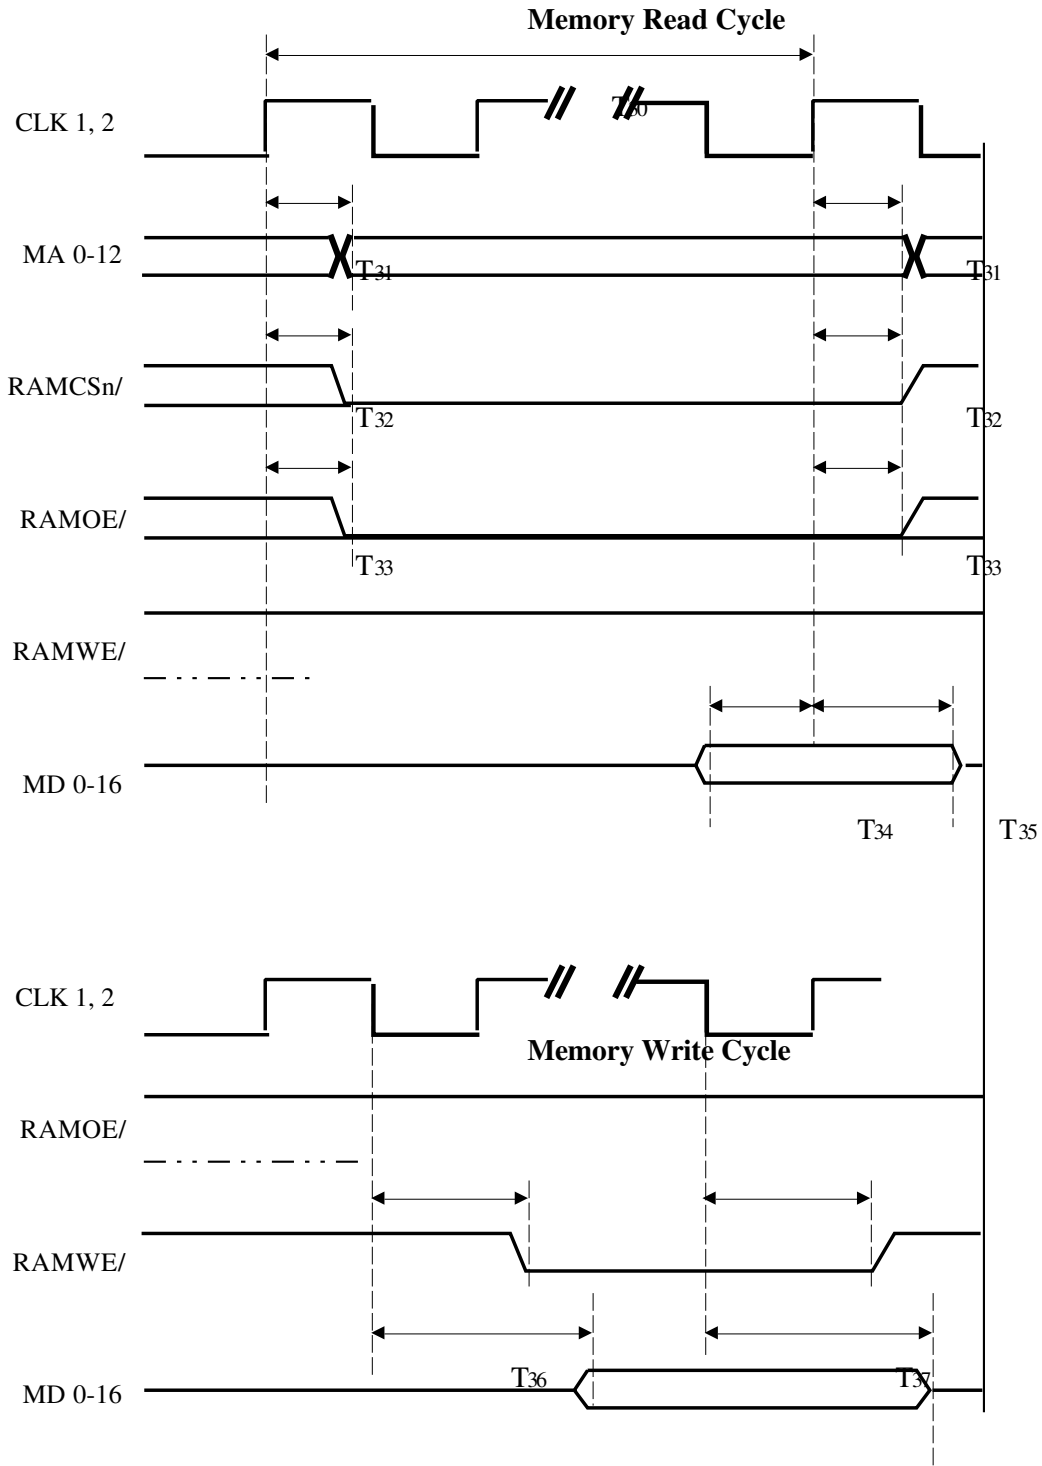 Memory Read Cycle
CLK 1, 2
T30
MA 0-12
T31
T31
RAMCSn/
T32
T32
RAMOE/
T33
T33
RAMWE/
MD 0-16
T34
T35
CLK 1, 2
Memory Write Cycle
RAMOE/
RAMWE/
T36
T37
MD 0-16